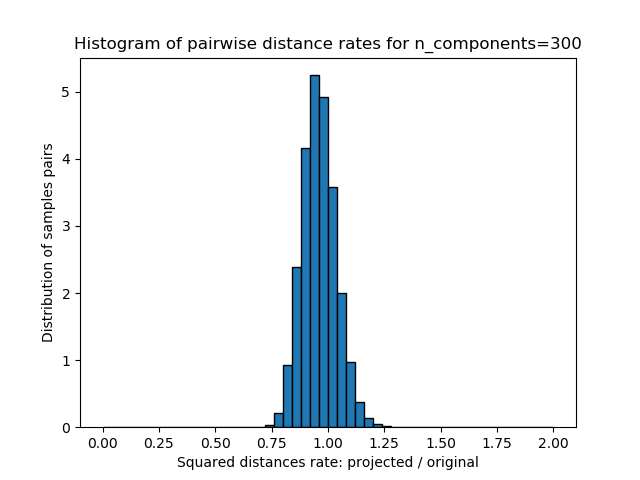 Histogram of pairwise distance rates for n_components=300
Distribution of samples pairs
5
4
3
2
1
0
0.00 0.25 0.50 0.75 1.00 1.25 1.50 1.75 2.00
Squared distances rate: projected / original